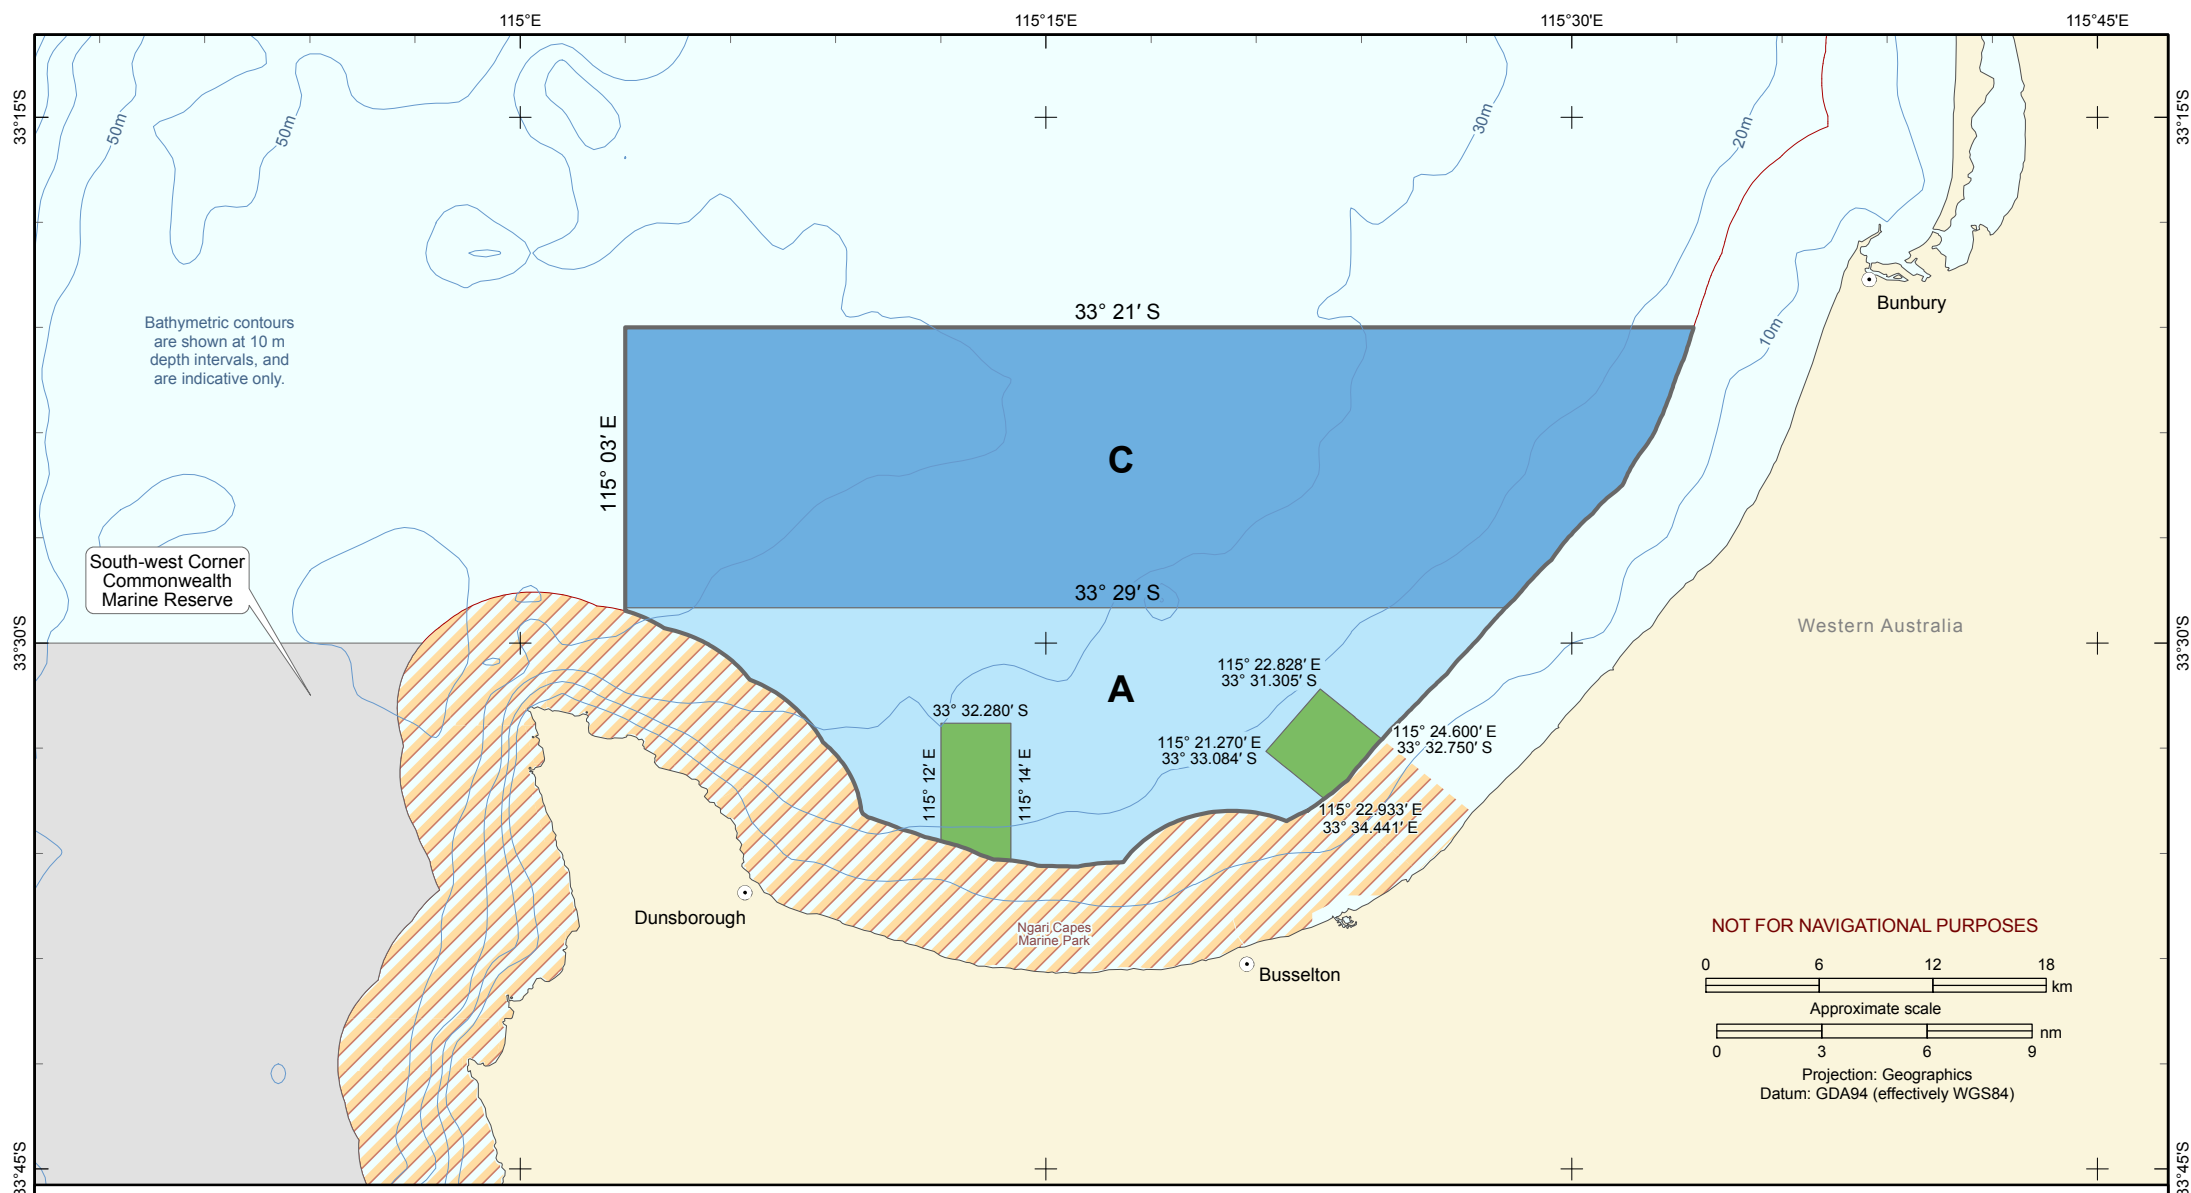 115°E
115°15'E
115°30'E
115°45'E
33°15'S
33°15'S
50m
50m
30m
20m
10m
Bunbury
33° 21′ S
Bathymetric contours
are shown at 10 m
depth intervals, and
are indicative only.
115° 03′ E
C
South-west Corner
Commonwealth
Marine Reserve
33° 29′ S
33°30'S
33°30'S
Western Australia
A
115° 22.828′ E
33° 31.305′ S
33° 32.280′ S
115° 12′ E
115° 14′ E
115° 21.270′ E
33° 33.084′ S
115° 24.600′ E
33° 32.750′ S
115° 22.933′ E
33° 34.441′ E
Dunsborough
Ngari Capes
Marine Park
Busselton
NOT FOR NAVIGATIONAL PURPOSES
0 6 12 18
km
Approximate scale
nm
0 3 6 9
Projection: Geographics
Datum: GDA94 (effectively WGS84)
33°45'S
33°45'S